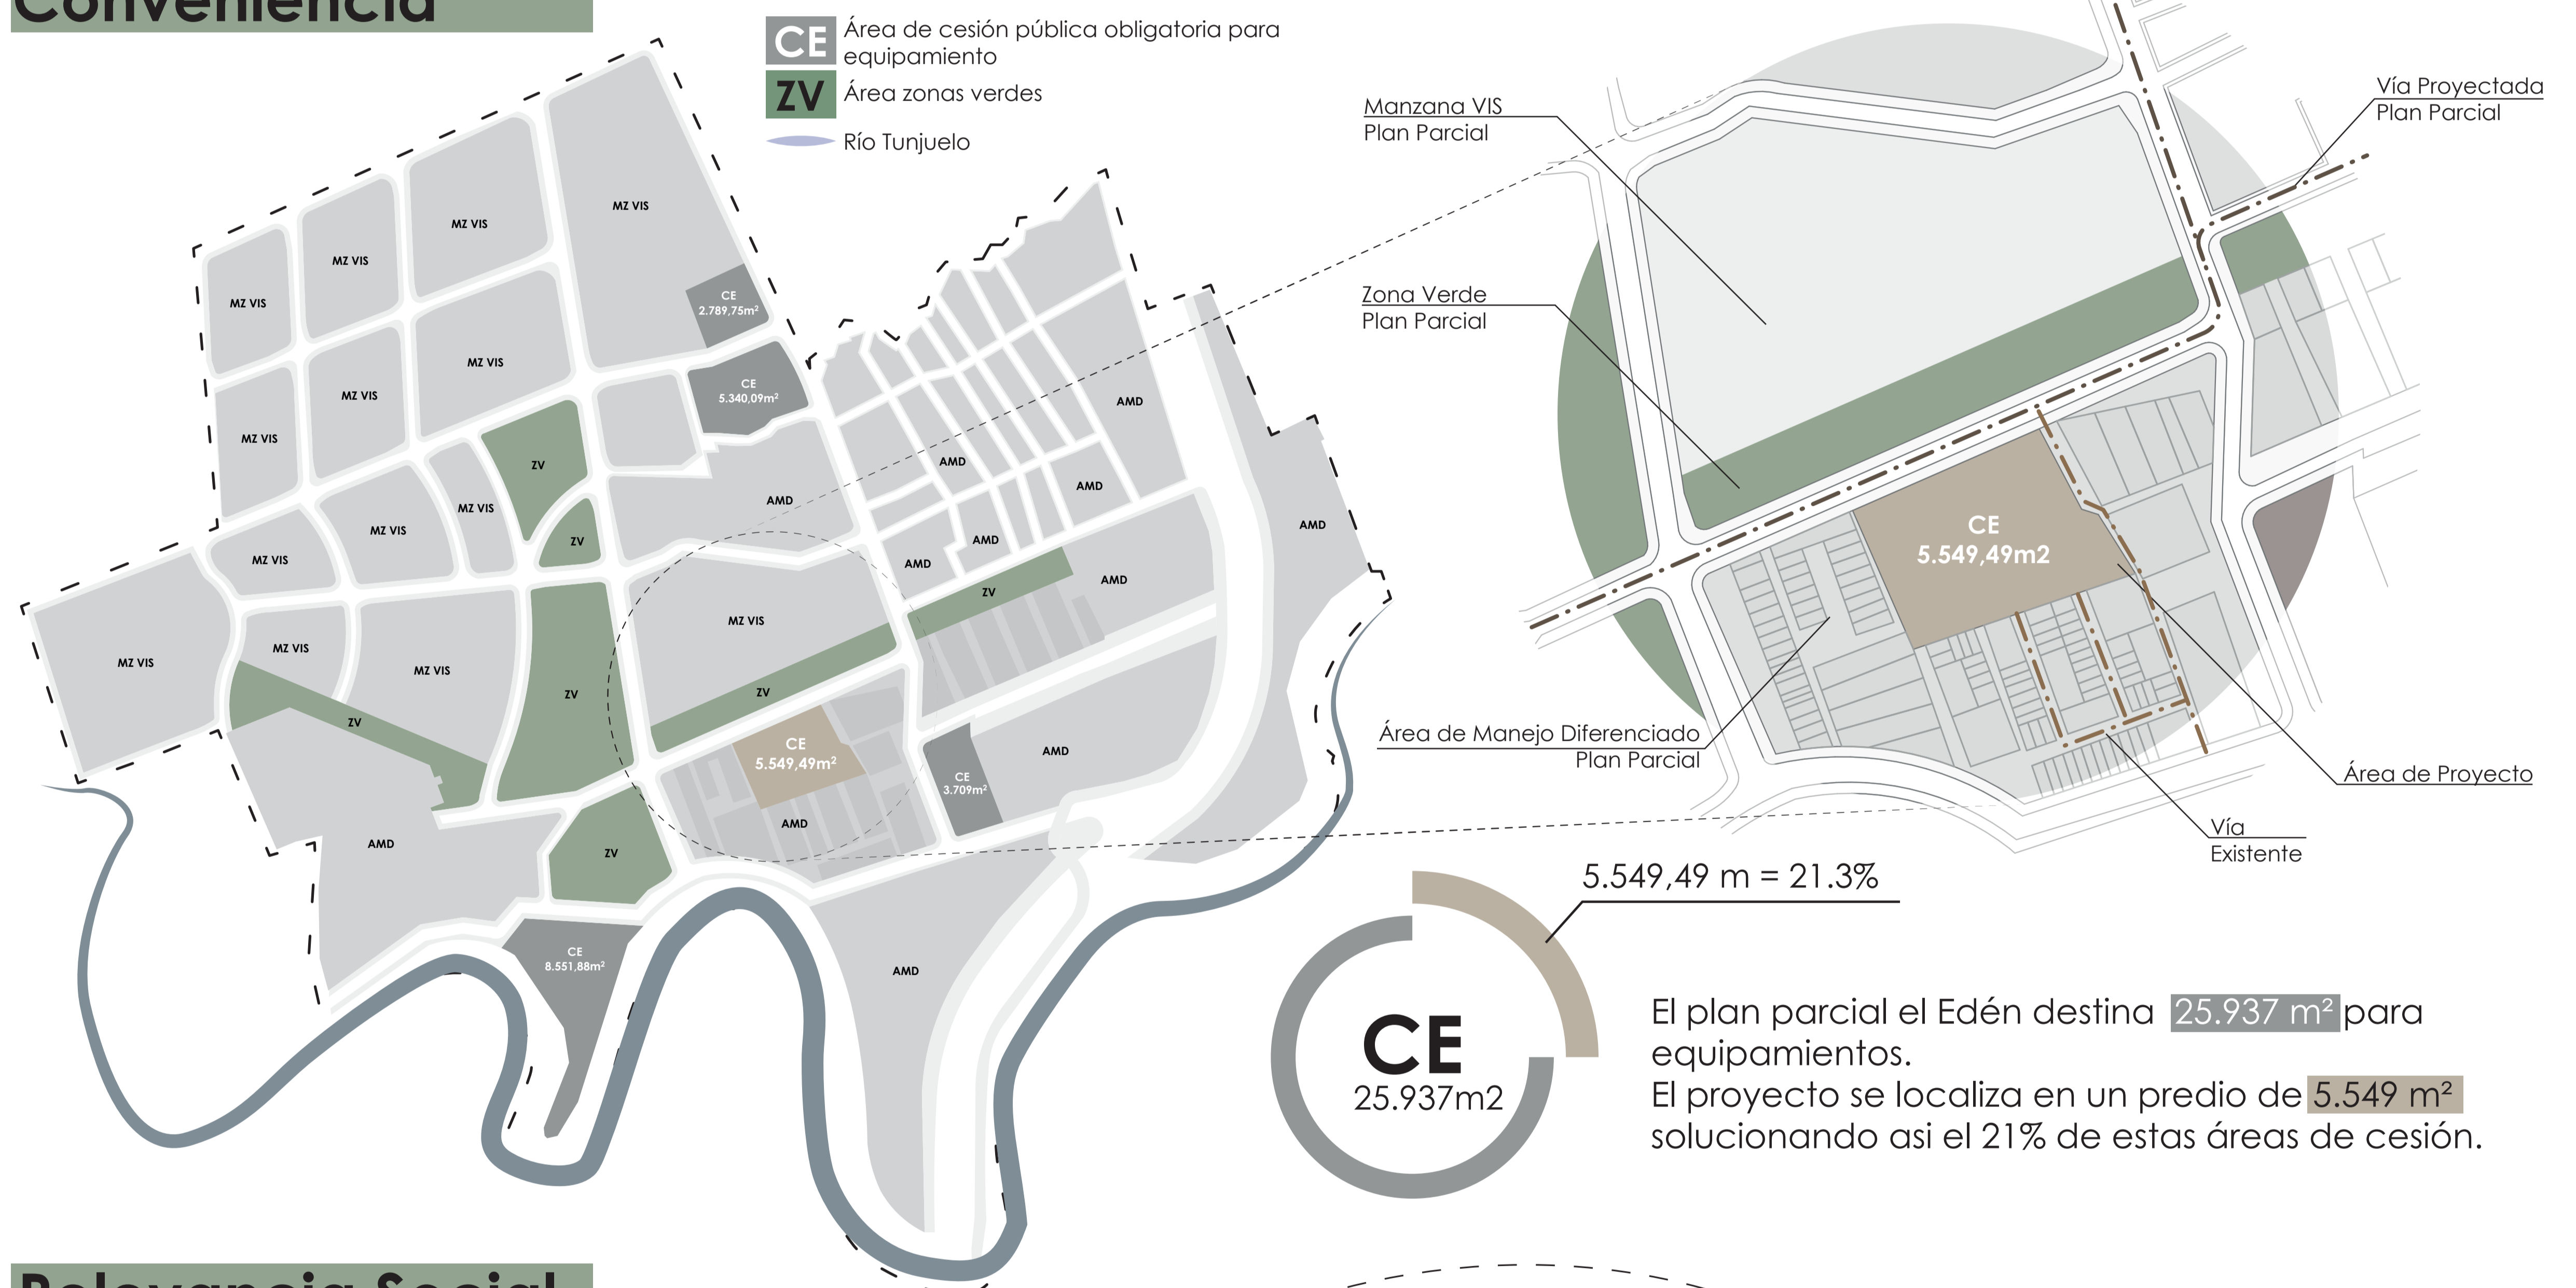 Conveniencia
CE
Área de cesión pública obligatoria para
equipamiento
ZV
Área zonas verdes
Río Tunjuelo
MZ VIS
MZ VIS
MZ VIS
MZ VIS
CE
2.789,75m²
MZ VIS
MZ VIS
CE
5.340,09m²
MZ VIS
MZ VIS
AMD
AMD
ZV
AMD
AMD
MZ VIS
AMD
MZ VIS
ZV
AMD
MZ VIS
AMD
AMD
ZV
MZ VIS
MZ VIS
MZ VIS
MZ VIS
ZV
ZV
ZV
CE
5.549,49m²
AMD
CE
3.709m²
AMD
AMD
ZV
CE
8.551,88m²
AMD
Manzana VIS
Plan Parcial
Vía Proyectada
Plan Parcial
Zona Verde
Plan Parcial
CE
5.549,49m2
Área de Manejo Diferenciado
Plan Parcial
Área de Proyecto
Vía
Existente
5.549,49 m = 21.3%
CE
25.937m2
El plan parcial el Edén destina 25.937 m² para
equipamientos.
El proyecto se localiza en un predio de 5.549 m²
solucionando asi el 21% de estas áreas de cesión.
Relevancia Social